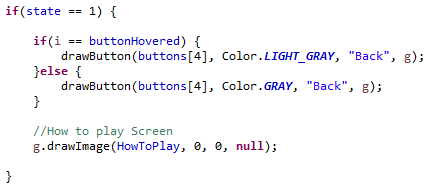 if(state == 1) {
if(i == buttonHovered) {
drawButton(buttons[4], Color.LIGHT_GRAY, "Back", g);
}else {
drawButton(buttons[4], Color.GRAY, "Back", g);
}
//How to play Screen
g.drawImage(HowToPlay, 0, 0, null);
}